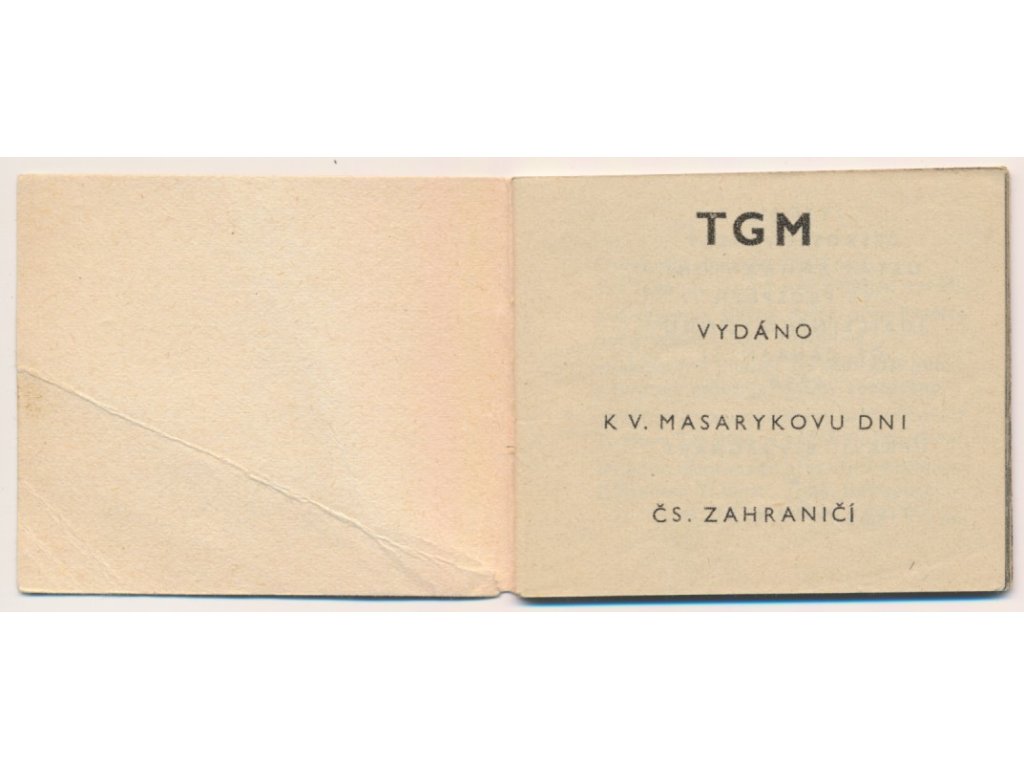 TGM
VYDÁNO
K V. MASARYKOVU DNI
ČS. ZAHRANIČÍ